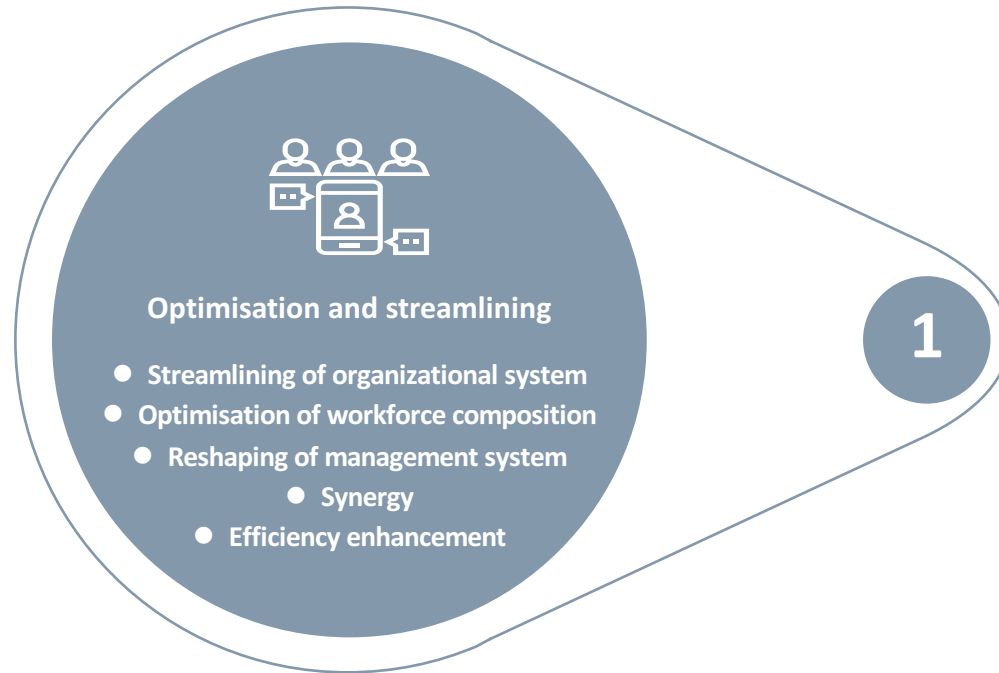 Optimisation and streamlining
● Streamlining of organizational system
● Optimisation of workforce composition
● Reshaping of management system
● Synergy
● Efficiency enhancement
1